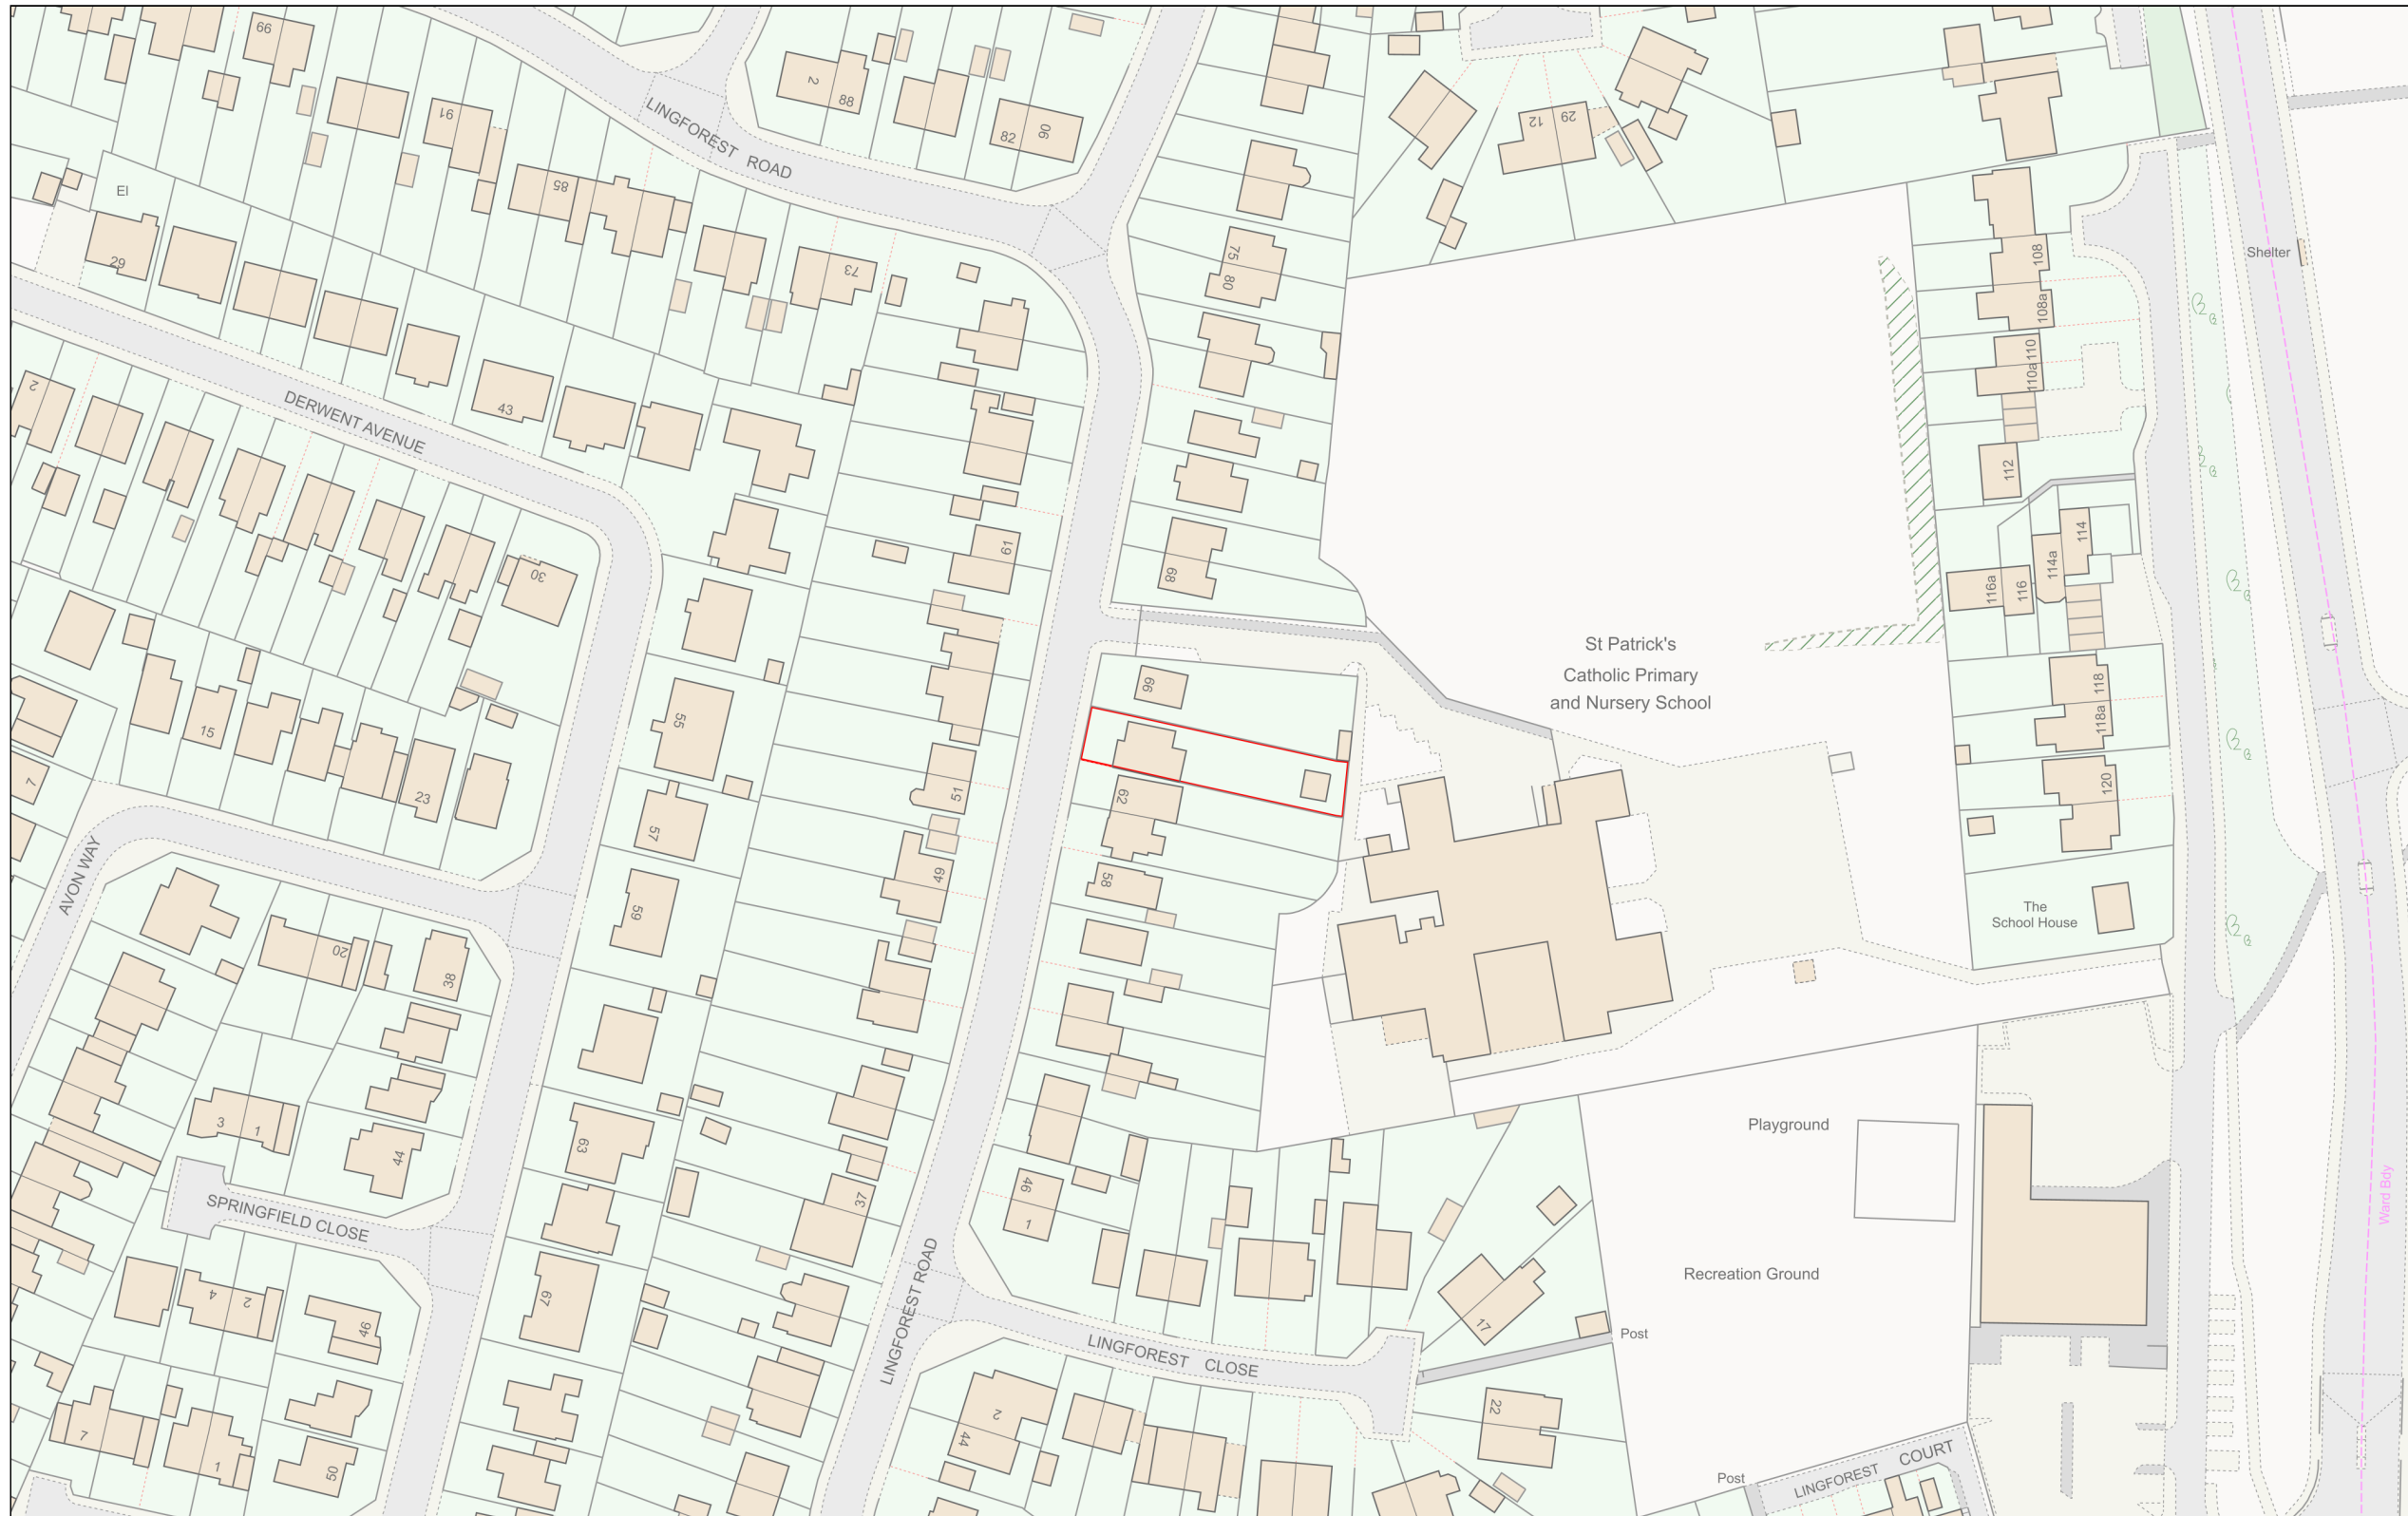 99
2
88
82
90
LINGFOREST ROAD
91
85
El
29
73
12
29
75
80
Shelter
108
108a
110
110a
112
114
114a
116a
116
118
118a
120
2
DERWENT AVENUE
43
30
61
68
St Patrick's
Catholic Primary
and Nursery School
66
55
15
7
23
57
51
62
49
58
59
AVON WAY
20
38
The
School House
3
1
44
63
46
1
37
SPRINGFIELD CLOSE
Playground
Ward Bdy
Recreation Ground
4
2
46
67
LINGFOREST ROAD
17
Post
LINGFOREST CLOSE
22
2
44
7
1
50
Post
LINGFOREST COURT